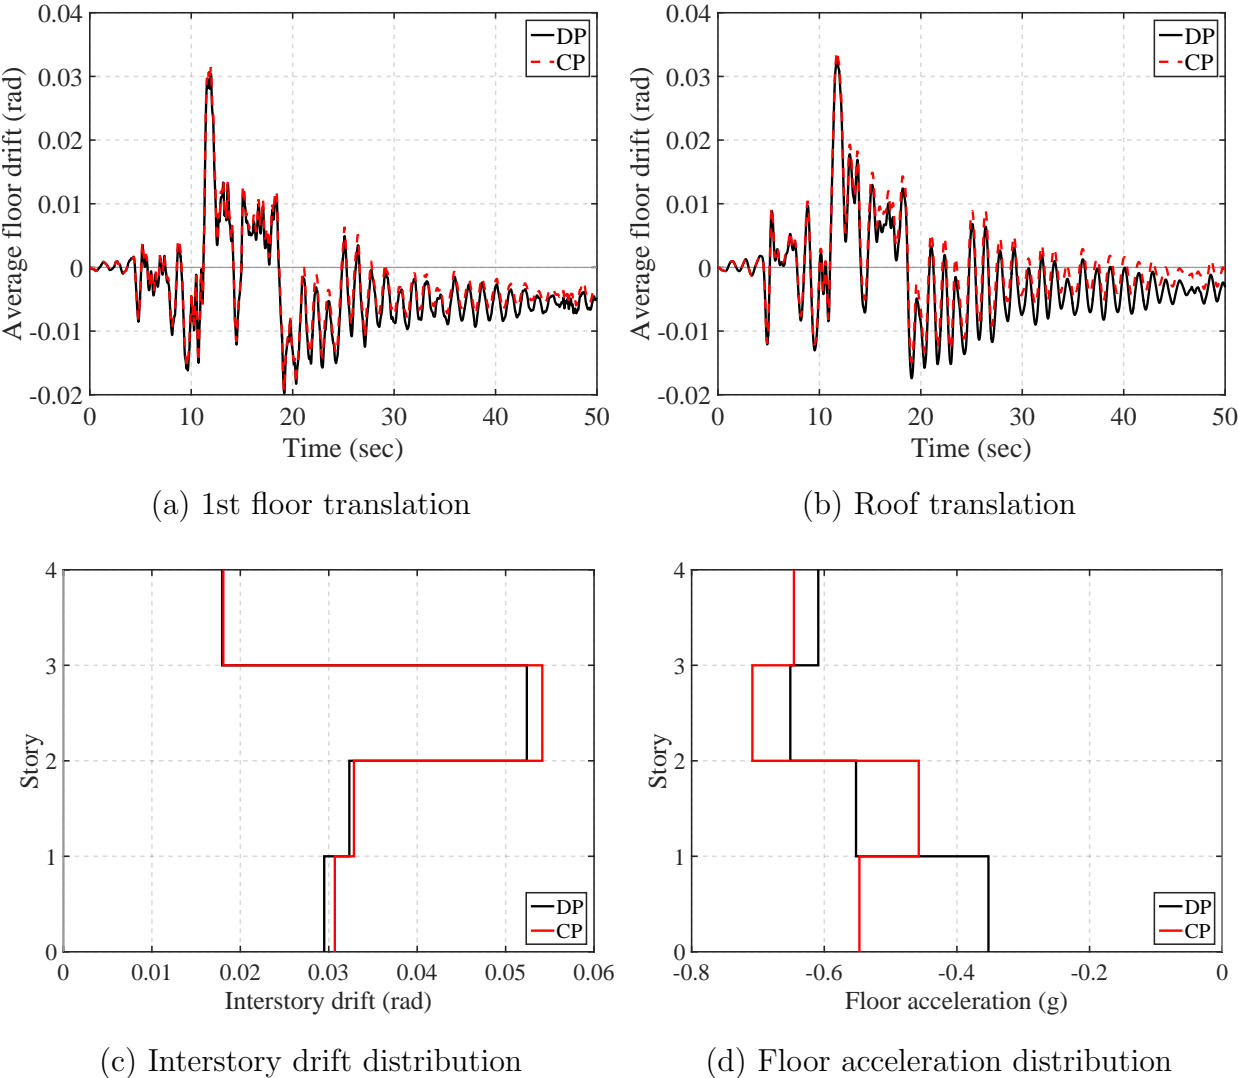 0.04
0.03
0.02
0.01
0
-0.01
-0.02
Average floor drift (rad)
DP
CP
0 10 20 30 40 50
Time (sec)
(a) 1st floor translation
0.04
0.03
0.02
0.01
0
-0.01
-0.02
Average floor drift (rad)
DP
CP
0 10 20 30 40 50
Time (sec)
(b) Roof translation
4
3
2
1
0
Story
DP
CP
0 0.01 0.02 0.03 0.04 0.05 0.06
Interstory drift (rad)
(c) Interstory drift distribution
4
3
2
1
0
Story
DP
CP
-0.8 -0.6 -0.4 -0.2 0
Floor acceleration (g)
(d) Floor acceleration distribution